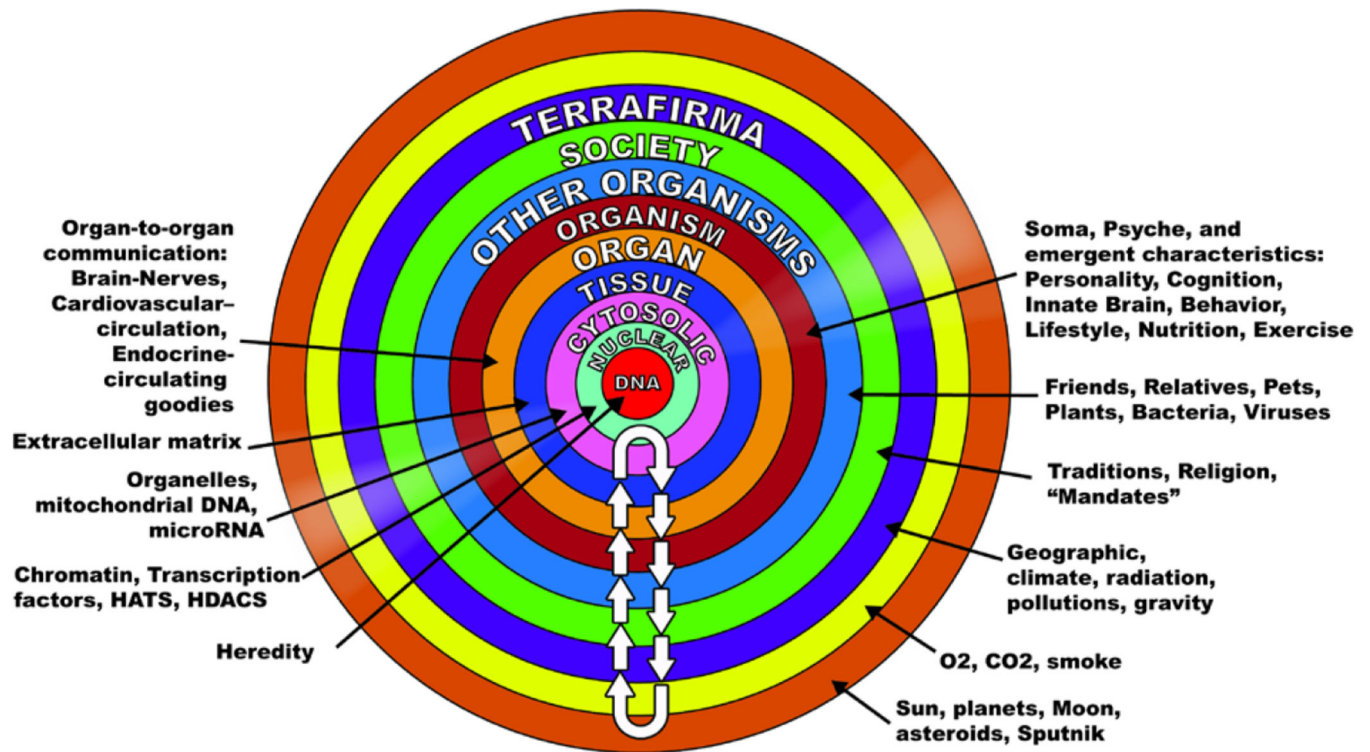 TERRAFIRMA
SOCIETY
OTHER ORGANISMS
ORGANISM
ORGAN
TISSUE
CYTOSOLIC
NUCLEAR
DNA
Organ-to-organ
communication:
Brain-Nerves,
Cardiovascular–
circulation,
Endocrine-
circulating
goodies
Extracellular matrix
Organelles,
mitochondrial DNA,
microRNA
Chromatin, Transcription
factors, HATS, HDACS
Heredity
Soma, Psyche, and
emergent characteristics:
Personality, Cognition,
Innate Brain, Behavior,
Lifestyle, Nutrition, Exercise
Friends, Relatives, Pets,
Plants, Bacteria, Viruses
Traditions, Religion,
“Mandates”
Geographic,
climate, radiation,
pollutions, gravity
O2, CO2, smoke
Sun, planets, Moon,
asteroids, Sputnik